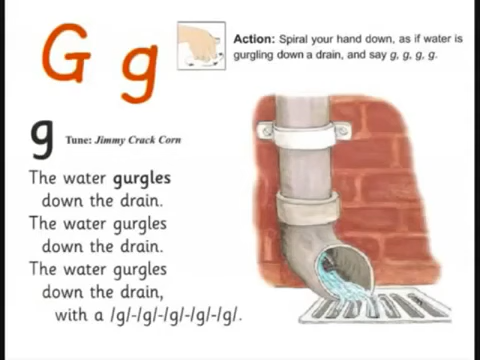 G g
Action: Spiral your hand down, as if water is
gurgling down a drain, and say g, g, g, g.
g Tune: Jimmy Crack Corn
The water gurgles
down the drain.
The water gurgles
down the drain.
The water gurgles
down the drain,
with a /g/-/g/-/g/-/g/-/g/.